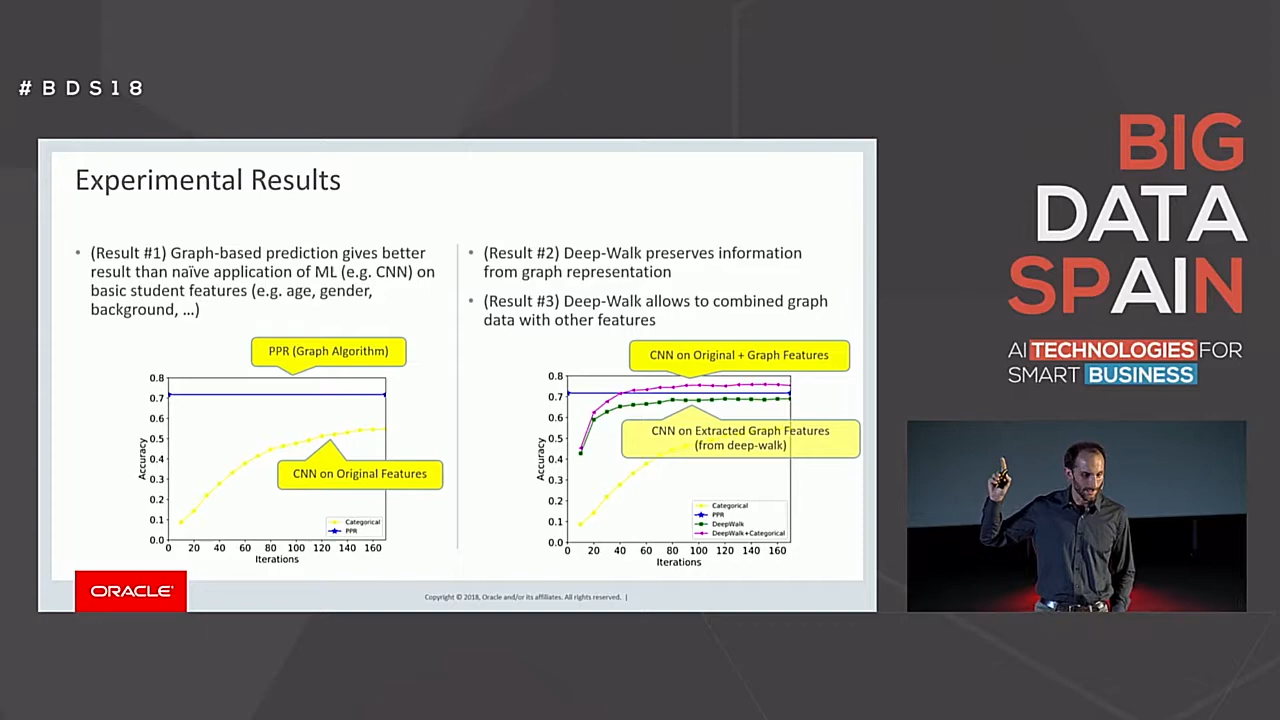 #BDS18
BIG
DATA
SPAIN
AI TECHNOLOGIES FOR
SMART BUSINESS
Experimental Results
• (Result #1) Graph-based prediction gives better
result than naïve application of ML (e.g. CNN) on
basic student features (e.g. age, gender,
background, …)
PPR (Graph Algorithm)
0.8
0.7
0.6
0.5
0.4
0.3
0.2
0.1
0.0
Accuracy
CNN on Original Features
Categorical
PPR
0 20 40 60 80 100 120 140 160
Iterations
• (Result #2) Deep-Walk preserves information
from graph representation
• (Result #3) Deep-Walk allows to combined graph
data with other features
CNN on Original + Graph Features
0.8
0.7
0.6
0.5
0.4
0.3
0.2
0.1
0.0
Accuracy
CNN on Extracted Graph Features
(from deep-walk)
Categorical
PPR
DeepWalk
DeepWalk+Categorical
0 20 40 60 80 100 120 140 160
Iterations
ORACLE
Copyright © 2018, Oracle and/or its affiliates. All rights reserved. |